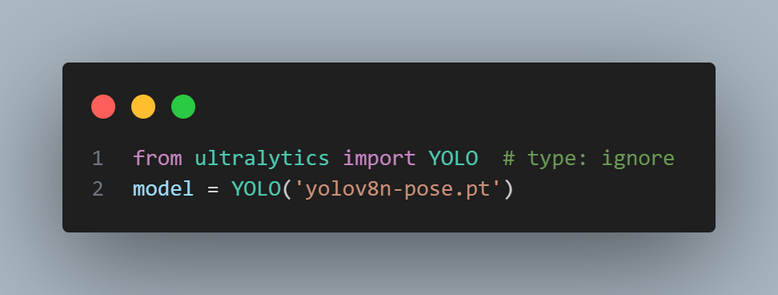 1 from ultralytics import YOLO  # type: ignore
2 model = YOLO('yolov8n-pose.pt')